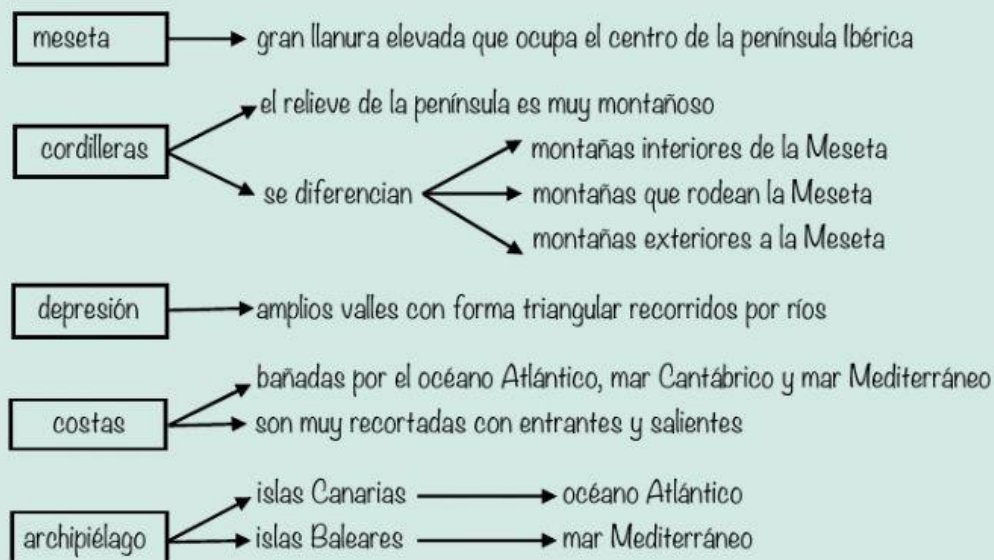 meseta gran llanura elevada que ocupa el centro de la península Ibérica
el relieve de la península es muy montañoso
cordilleras
montañas interiores de la Meseta
se diferencian montañas que rodean la Meseta
montañas exteriores a la Meseta
depresión amplios valles con forma triangular recorridos por ríos
bañadas por el océano Atlántico, mar Cantábrico y mar Mediterráneo
costas son muy recortadas con entrantes y salientes
islas Canarias océano Atlántico
archipiélago islas Baleares mar Mediterráneo